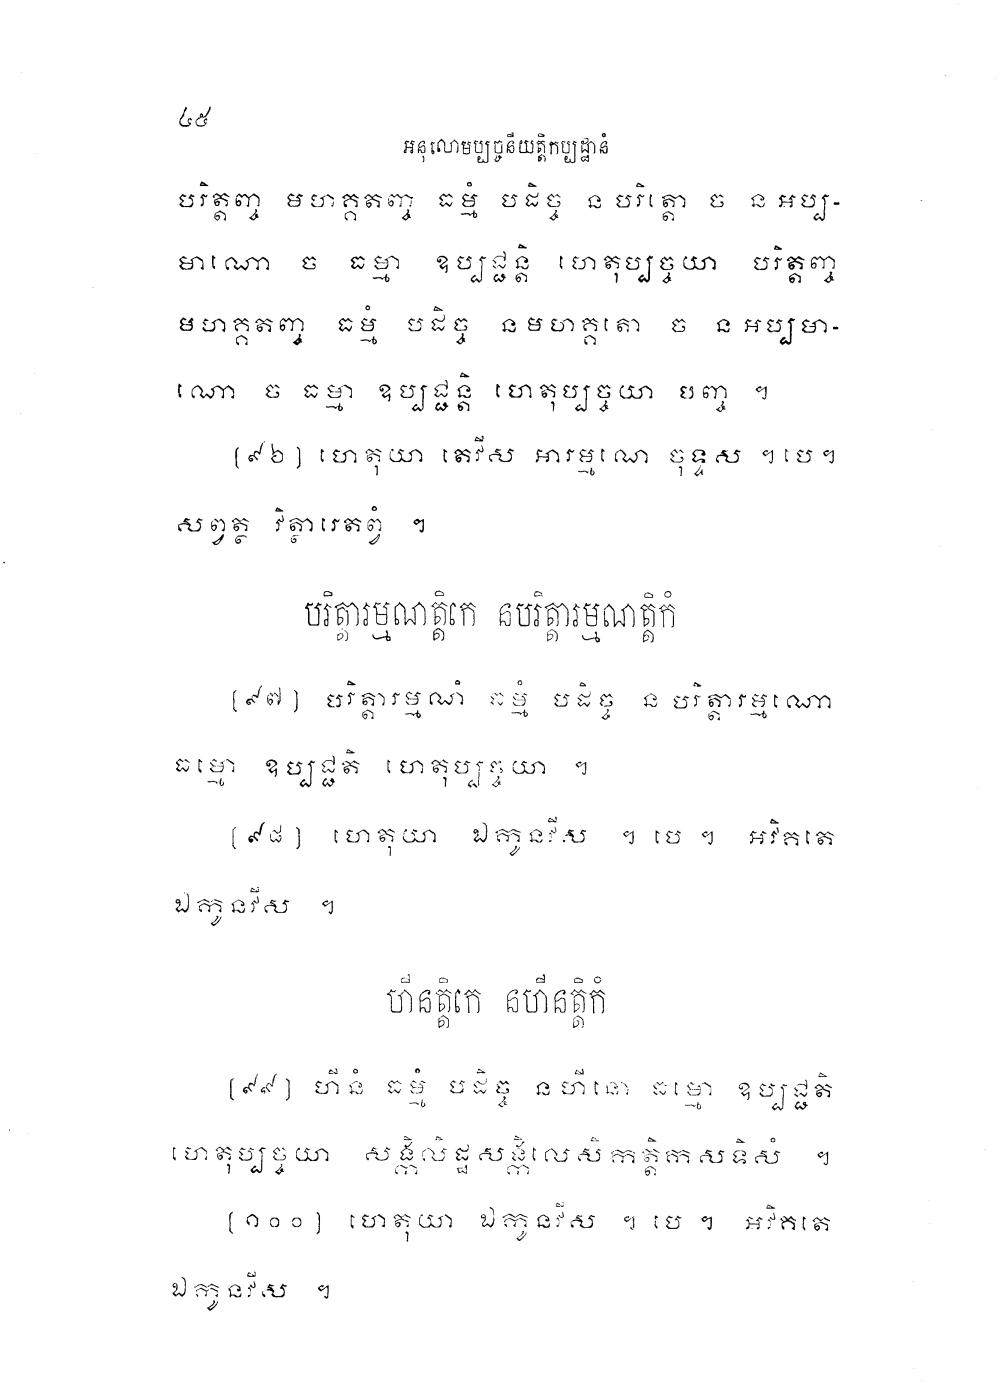 ៤៥
អនុលោមប្បច្ចនីយត្តិកប្បដ្ឋានំ
បរិត្តញ្ច មហគ្គតញ្ច ធម្មំ បដិច្ច ន បរិត្តោ ច ន អប្ប-
មាណោ ច ធម្មា ឧប្បជ្ជន្តិ ហេតុប្បច្ចយា បរិត្តញ្ច
មហគ្គតញ្ច ធម្មំ បដិច្ច ន មហគ្គតោ ច ន អប្បមា-
ណោ ច ធម្មា ឧប្បជ្ជន្តិ ហេតុប្បច្ចយា បញ្ច ។
(៩៦) ហេតុយា តេវីស អារម្មណេ ចុទ្ទស ។ បេ ។
សព្វត្ថ វិត្ថារេតព្វំ ។
បរិត្តារម្មណត្តិកេ នបរិត្តារម្មណត្តិកំ
(៩៧) បរិត្តារម្មណំ ធម្មំ បដិច្ច ន បរិត្តារម្មណោ
ធម្មោ ឧប្បជ្ជតិ ហេតុប្បច្ចយា ។
(៩៨) ហេតុយា ឯកូនវីស ។ បេ ។ អវិគតេ
ឯកូនវីស ។
ហីនត្តិកេ នហីនត្តិកំ
(៩៩) ហីនំ ធម្មំ បដិច្ច ន ហីនោ ធម្មោ ឧប្បជ្ជតិ
ហេតុប្បច្ចយា សង្កិលិដ្ឋសង្កិលេសិកត្តិកសទិសំ ។
(១០០) ហេតុយា ឯកូនវីស ។ បេ ។ អវិគតេ
ឯកូនវីស ។